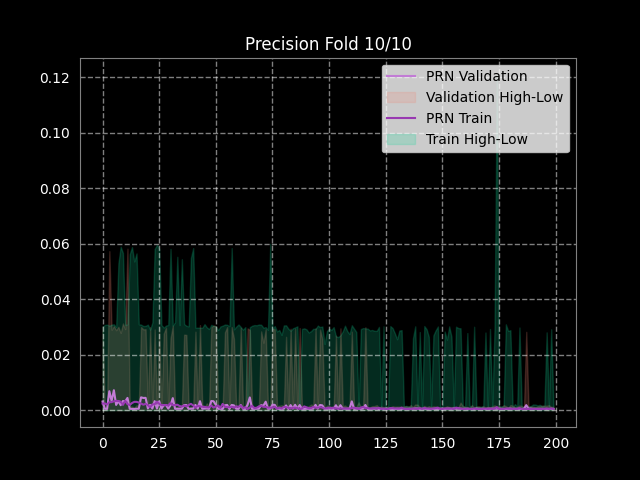 Precision Fold 10/10
PRN Validation
Validation High-Low
PRN Train
Train High-Low
0.12
0.10
0.08
0.06
0.04
0.02
0.00
0 25 50 75 100 125 150 175 200